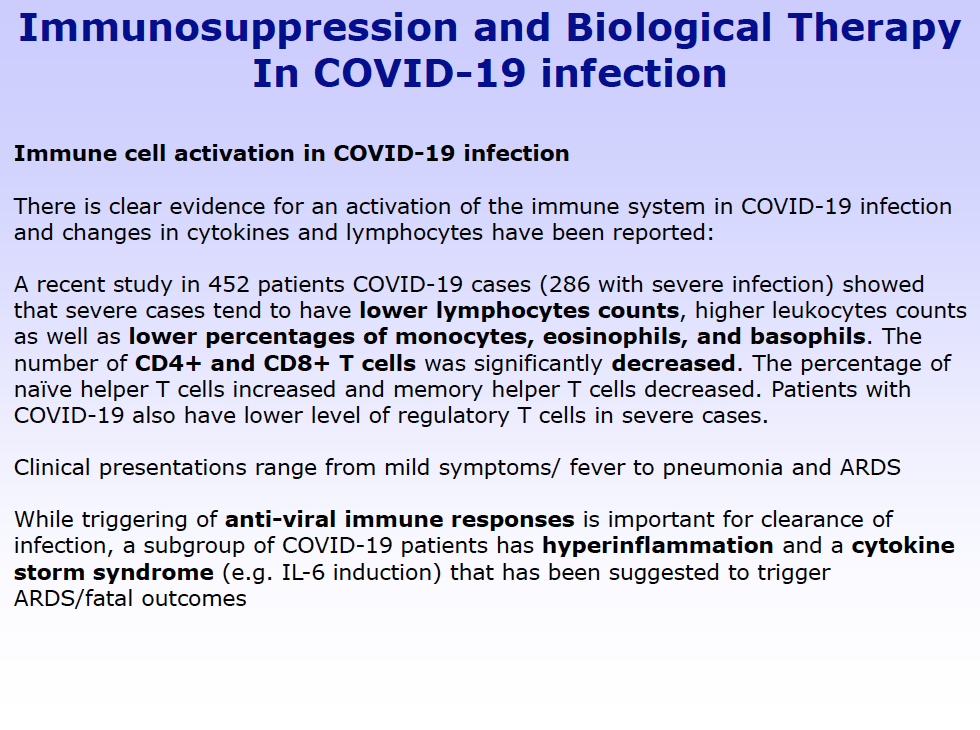 Immunosuppression and Biological Therapy
In COVID-19 infection
Immune cell activation in COVID-19 infection
There is clear evidence for an activation of the immune system in COVID-19 infection
and changes in cytokines and lymphocytes have been reported:
A recent study in 452 patients COVID-19 cases (286 with severe infection) showed
that severe cases tend to have lower lymphocytes counts, higher leukocytes counts
as well as lower percentages of monocytes, eosinophils, and basophils. The
number of CD4+ and CD8+ T cells was significantly decreased. The percentage of
naïve helper T cells increased and memory helper T cells decreased. Patients with
COVID-19 also have lower level of regulatory T cells in severe cases.
Clinical presentations range from mild symptoms/ fever to pneumonia and ARDS
While triggering of anti-viral immune responses is important for clearance of
infection, a subgroup of COVID-19 patients has hyperinflammation and a cytokine
storm syndrome (e.g. IL-6 induction) that has been suggested to trigger
ARDS/fatal outcomes